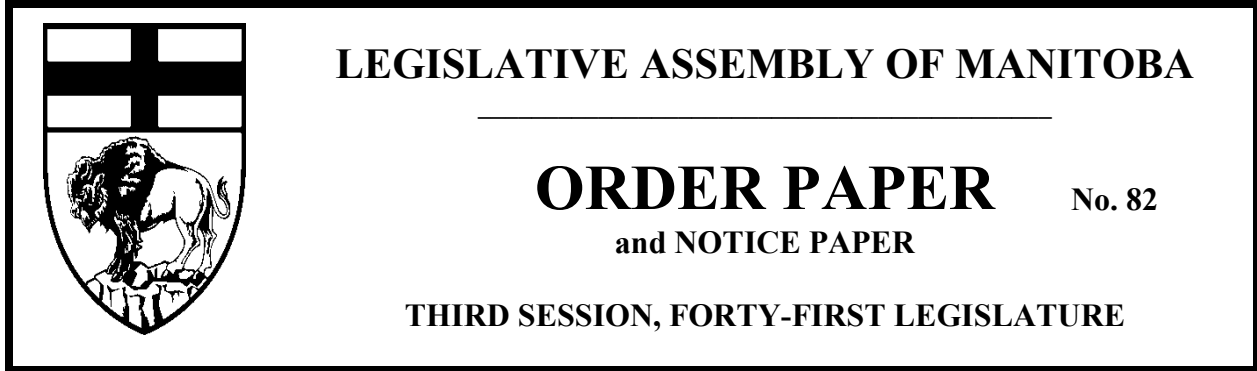 LEGISLATIVE ASSEMBLY OF MANITOBA
ORDER PAPER No. 82
and NOTICE PAPER
THIRD SESSION, FORTY-FIRST LEGISLATURE